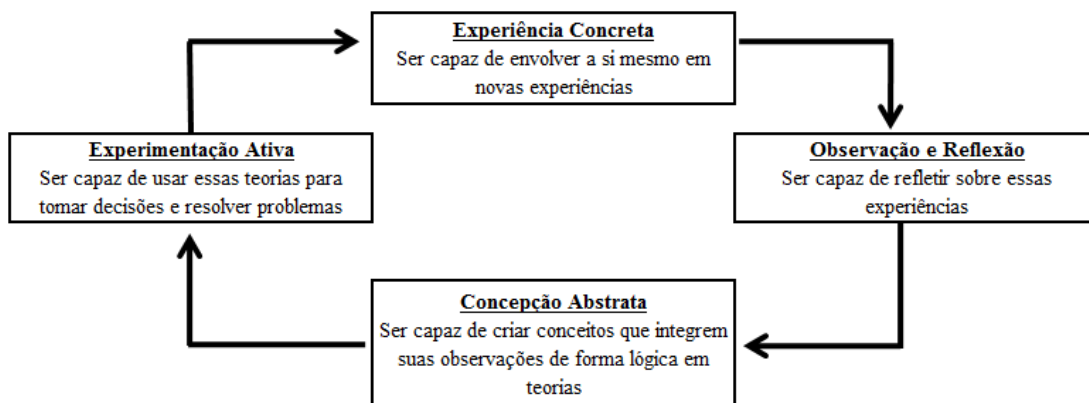 Experiência Concreta
Ser capaz de envolver a si mesmo em
novas experiências
Experimentação Ativa
Ser capaz de usar essas teorias para
tomar decisões e resolver problemas
Observação e Reflexão
Ser capaz de refletir sobre essas
experiências
Concepção Abstrata
Ser capaz de criar conceitos que integrem
suas observações de forma lógica em
teorias